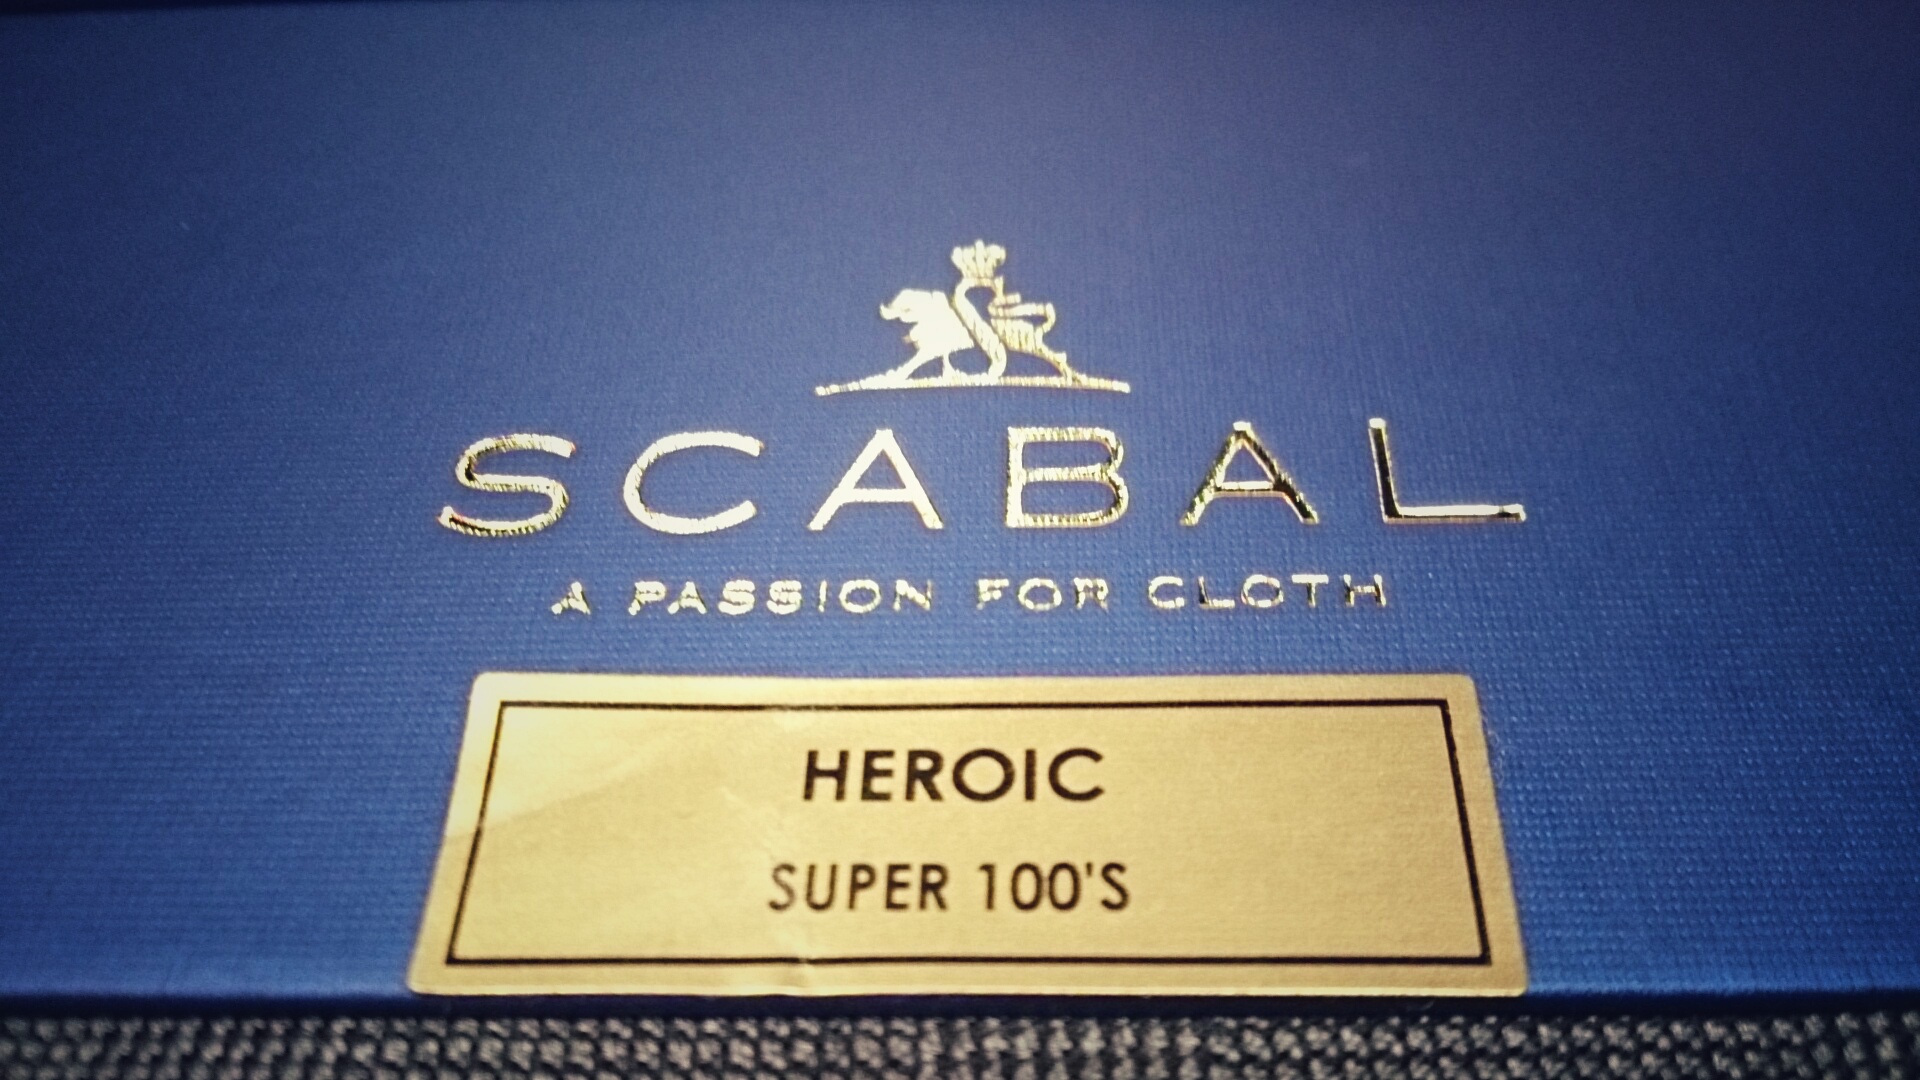 SCABAL
A PASSION FOR CLOTH
HEROIC
SUPER 100'S